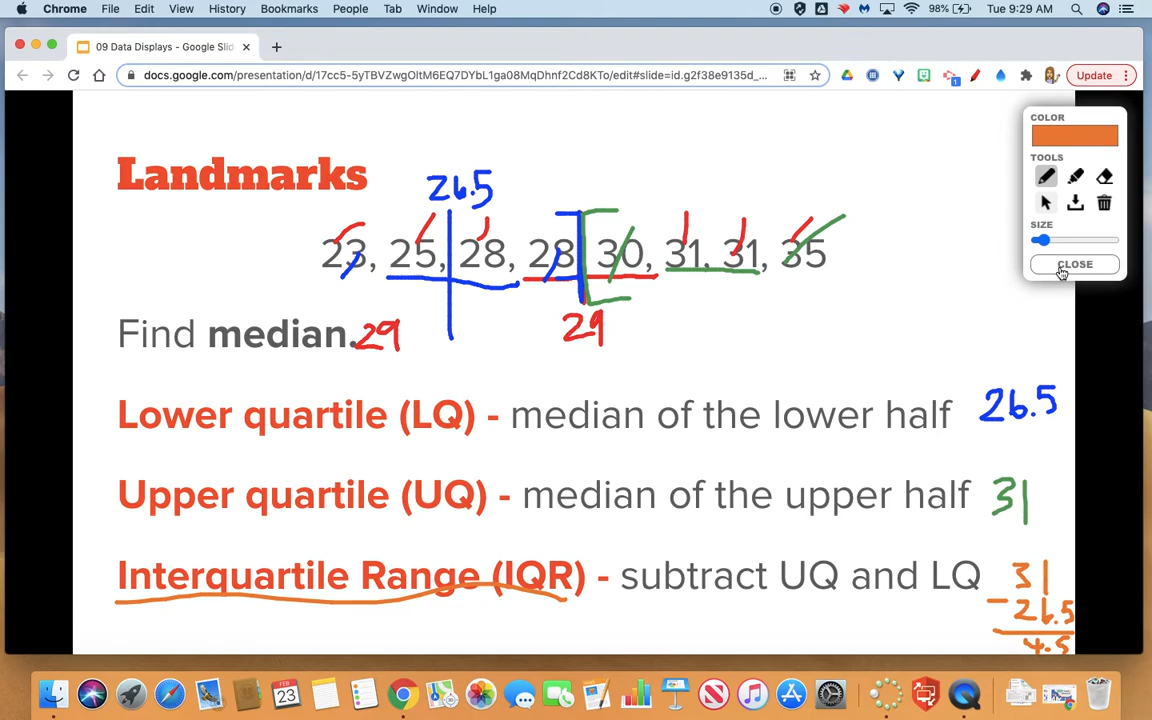 Chrome File Edit View History Bookmarks People Tab Window Help 98% Tue 9:29 AM
09 Data Displays - Google Slid
docs.google.com/presentation/d/17cc5-5yTBVZwgOltM6EQ7DYbL1ga08MqDhnf2Cd8KTo/edit#slide=id.g2f38e9135d_... Update
COLOR
TOOLS
SIZE
CLOSE
Landmarks
26.5
23, 25, 28, 28 30, 31, 31, 35
29
Find median. 29
Lower quartile (LQ) - median of the lower half 26.5
Upper quartile (UQ) - median of the upper half 31
Interquartile Range (IQR) - subtract UQ and LQ 31
- 26.5
4.5
FEB
23